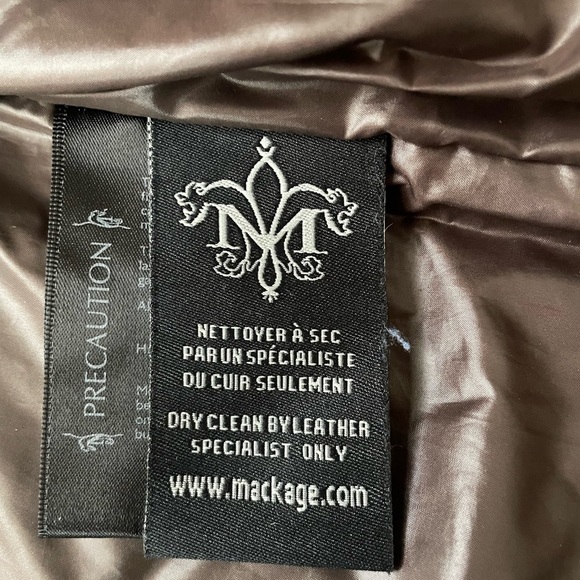 M
NETTOYER À SEC
PAR UN SPÉCIALISTE
DU CUIR SEULEMENT
DRY CLEAN BY LEATHER
SPECIALIST ONLY
www.mackage.com
PRECAUTION